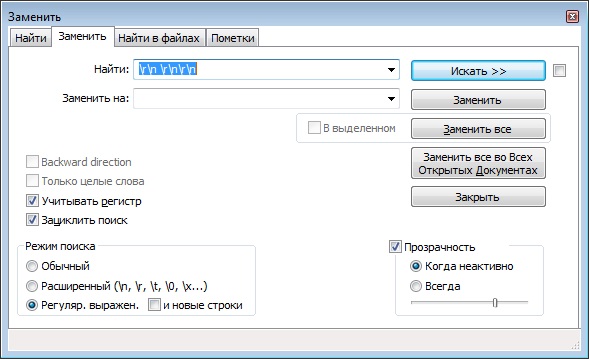 Заменить
Найти
Заменить
Найти в файлах
Пометки
Найти: \r\n \r\n\r\n
Искать >>
Заменить на:
Заменить
В выделенном
Заменить все
Backward direction
Заменить все во Всех
Открытых Документах
Только целые слова
Учитывать регистр
Закрыть
Зациклить поиск
Режим поиска
Прозрачность
Обычный
Когда неактивно
Расширенный (\n, \r, \t, \0, \x...)
Всегда
Регуляр. выражен.
и новые строки